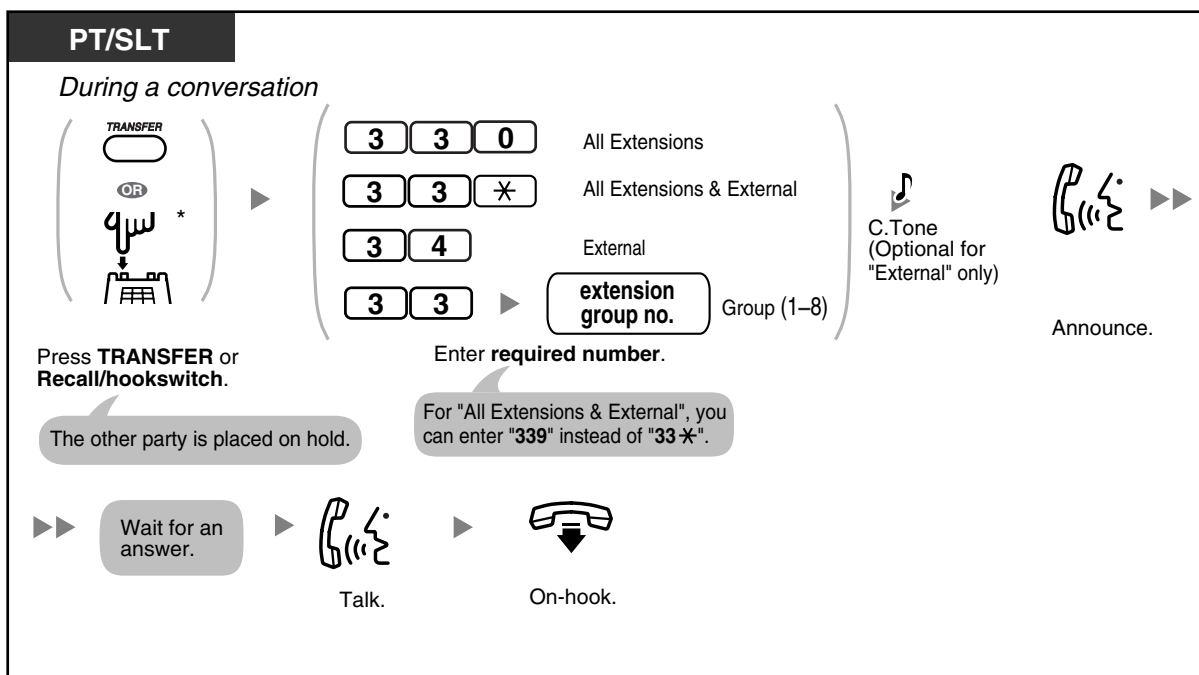 PT/SLT
During a conversation
TRANSFER
OR
*
3 3 0 All Extensions
3 3 ✳ All Extensions & External
3 4 External
3 3 extension
group no. Group (1–8)
C.Tone
(Optional for
"External" only)
Announce.
Press TRANSFER or
Recall/hookswitch.
The other party is placed on hold.
Enter required number.
For "All Extensions & External", you
can enter "339" instead of "33✳".
Wait for an
answer.
Talk.
On-hook.